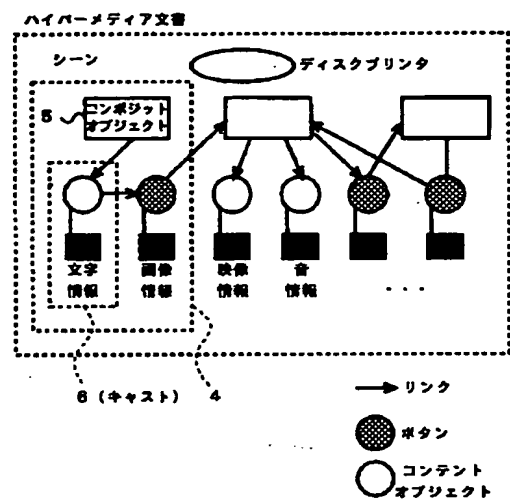 ハイパーメディア文書
シーン
ディスクプリンタ
5
コンポジット
オブジェクト
文字
情報
画像
情報
映像
情報
音
情報
...
6(キャスト)
4
リンク
ボタン
コンテント
オブジェクト